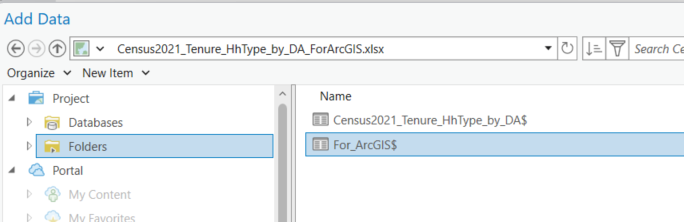 Add Data
Census2021_Tenure_HhType_by_DA_ForArcGIS.xlsx
Search Ce
Organize New Item
Project
Databases
Folders
Portal
My Content
My Favorites
Name
Census2021_Tenure_HhType_by_DA$
For_ArcGIS$